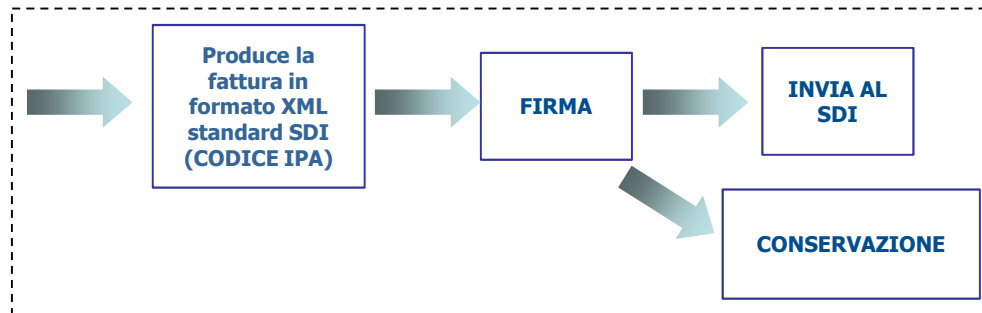 Produce la
fattura in
formato XML
standard SDI
(CODICE IPA)
FIRMA
INVIA AL
SDI
CONSERVAZIONE